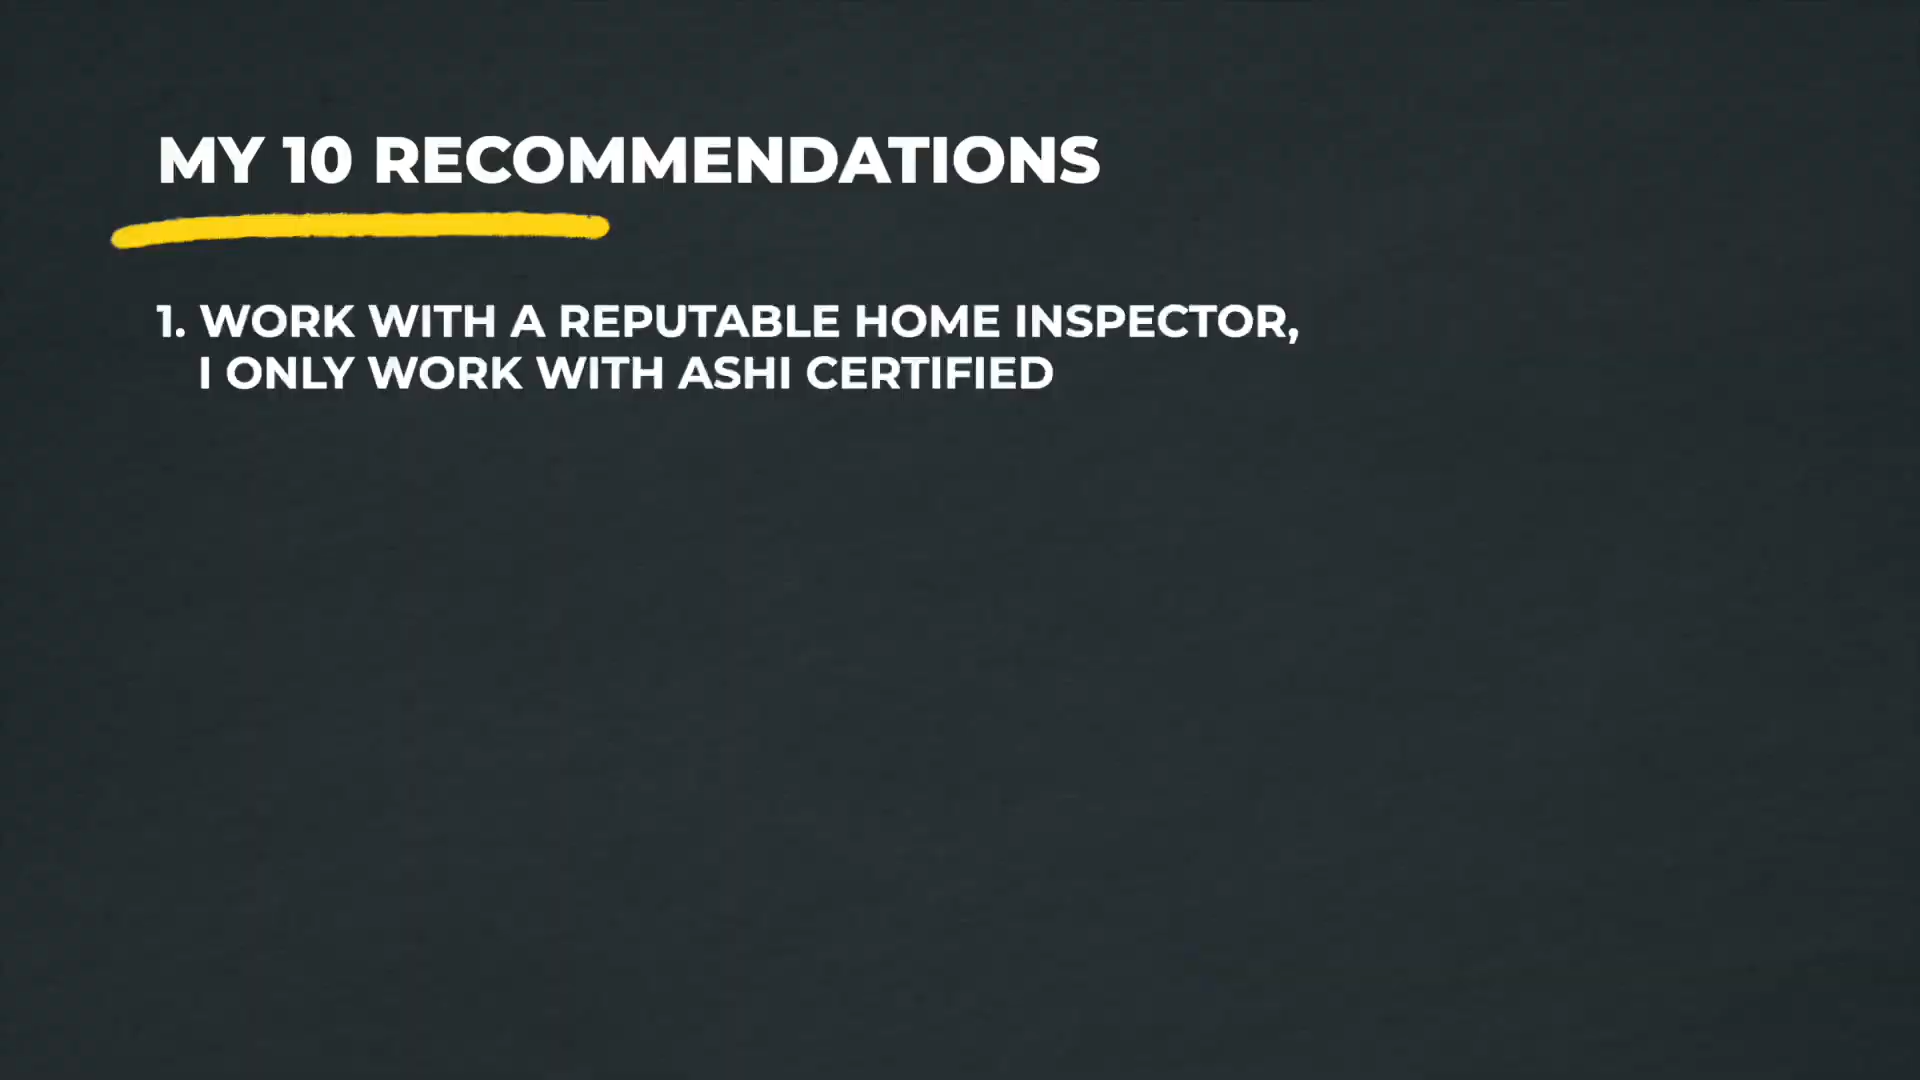 MY 10 RECOMMENDATIONS
1. WORK WITH A REPUTABLE HOME INSPECTOR,
I ONLY WORK WITH ASHI CERTIFIED